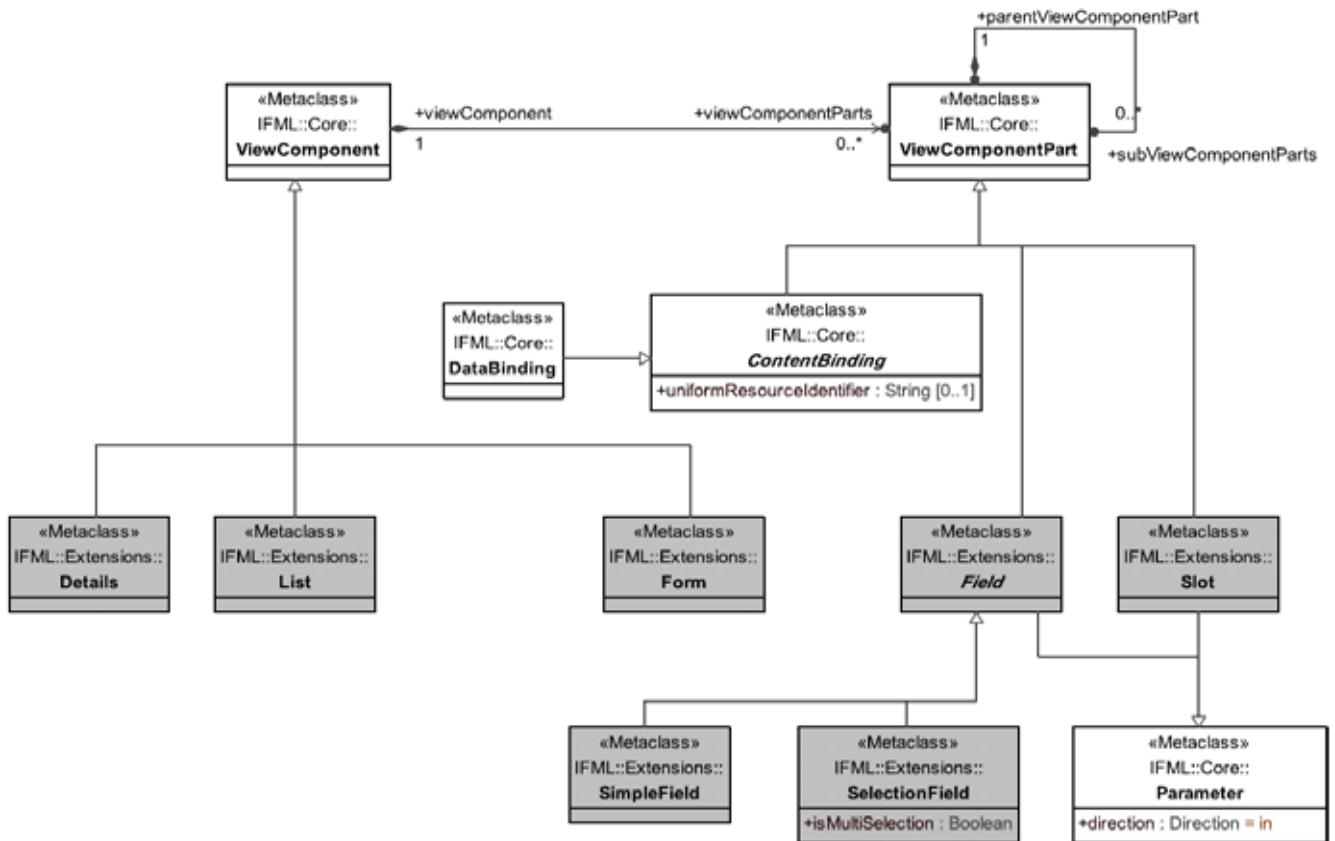 +parentViewComponentPart
1
«Metaclass»
IFML::Core::
ViewComponent
+viewComponent
1
+viewComponentParts
0..*
«Metaclass»
IFML::Core::
ViewComponentPart
0..*
+subViewComponentParts
«Metaclass»
IFML::Core::
DataBinding
«Metaclass»
IFML::Core::
ContentBinding
+uniformResourceIdentifier : String [0..1]
«Metaclass»
IFML::Extensions::
Details
«Metaclass»
IFML::Extensions::
List
«Metaclass»
IFML::Extensions::
Form
«Metaclass»
IFML::Extensions::
Field
«Metaclass»
IFML::Extensions::
Slot
«Metaclass»
IFML::Extensions::
SimpleField
«Metaclass»
IFML::Extensions::
SelectionField
+isMultiSelection : Boolean
«Metaclass»
IFML::Core::
Parameter
+direction : Direction = in